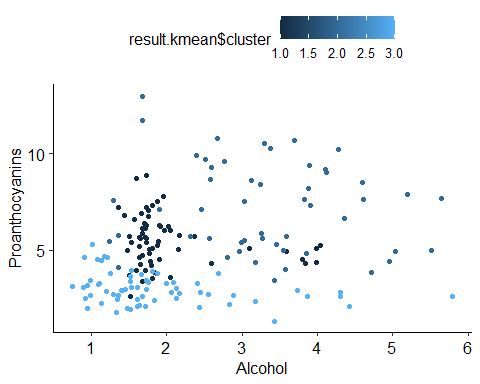 result.kmean$cluster
1.0 1.5 2.0 2.5 3.0
Proanthocyanins
10
5
1 2 3 4 5 6
Alcohol